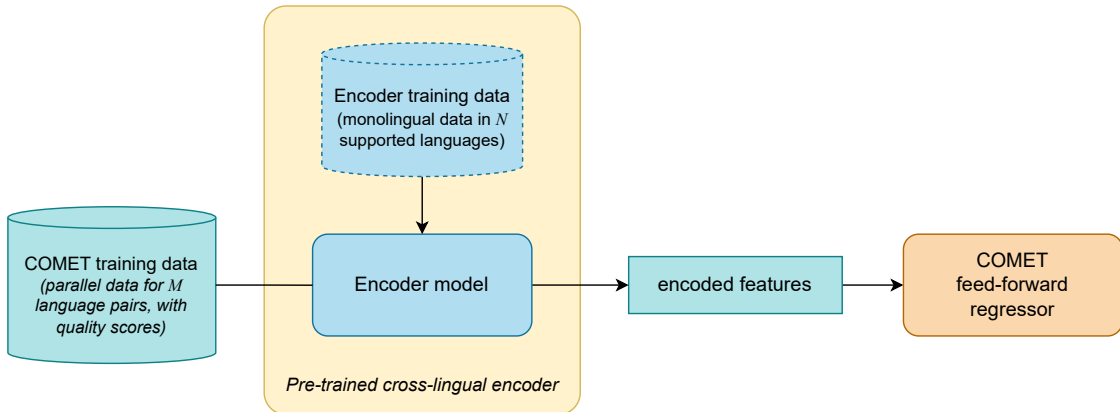 Encoder training data
(monolingual data in N
supported languages)
COMET training data
(parallel data for M
language pairs, with
quality scores)
Encoder model
encoded features
COMET
feed-forward
regressor
Pre-trained cross-lingual encoder